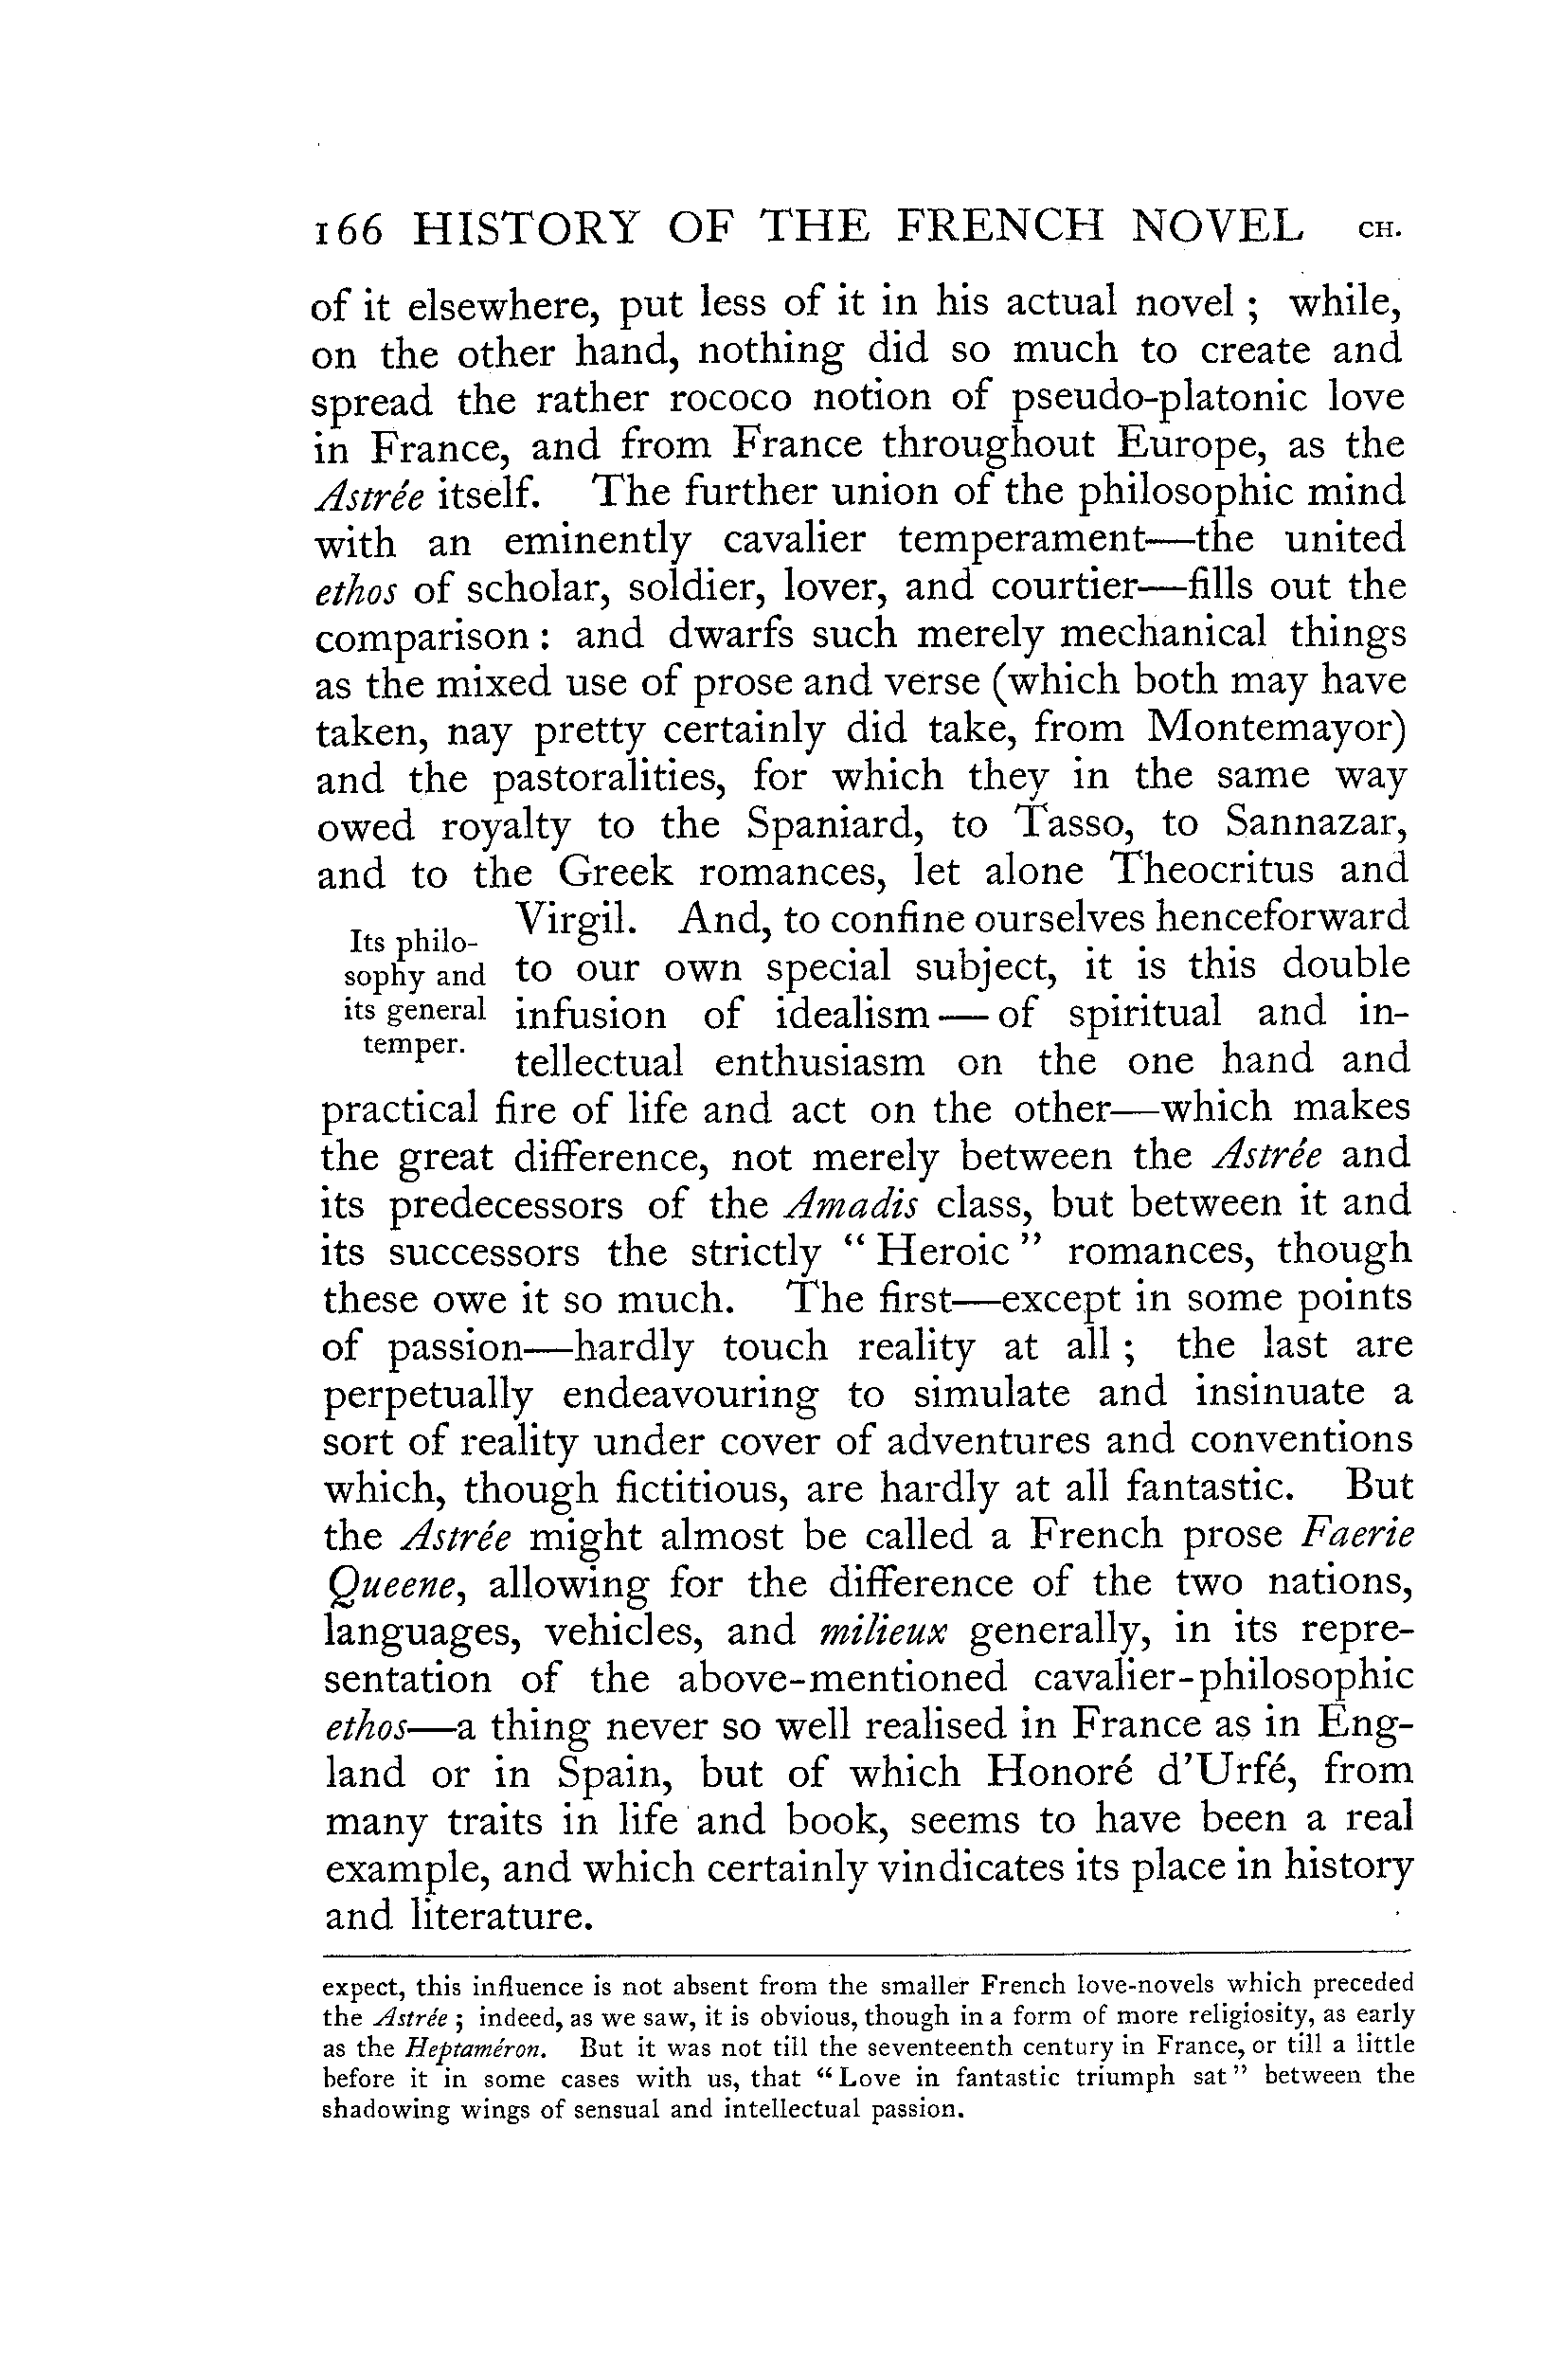 166 HISTORY OF THE FRENCH NOVEL CH.
of it elsewhere, put less of it in his actual novel ; while,
on the other hand, nothing did so much to create and
spread the rather rococo notion of pseudo-platonic love
in France, and from France throughout Europe, as the
Astrée itself. The further union of the philosophic mind
with an eminently cavalier temperament—the united
ethos of scholar, soldier, lover, and courtier—fills out the
comparison : and dwarfs such merely mechanical things
as the mixed use of prose and verse (which both may have
taken, nay pretty certainly did take, from Montemayor)
and the pastoralities, for which they in the same way
owed royalty to the Spaniard, to Tasso, to Sannazar,
and to the Greek romances, let alone Theocritus and
Its philo-
sophy and
its general
temper.
Virgil. And, to confine ourselves henceforward
to our own special subject, it is this double
infusion of idealism — of spiritual and in-
tellectual enthusiasm on the one hand and
practical fire of life and act on the other—which makes
the great difference, not merely between the Astrée and
its predecessors of the Amadis class, but between it and
its successors the strictly “ Heroic ” romances, though
these owe it so much. The first—except in some points
of passion—hardly touch reality at all ; the last are
perpetually endeavouring to simulate and insinuate a
sort of reality under cover of adventures and conventions
which, though fictitious, are hardly at all fantastic. But
the Astrée might almost be called a French prose Faerie
Queene, allowing for the difference of the two nations,
languages, vehicles, and milieux generally, in its repre-
sentation of the above-mentioned cavalier-philosophic
ethos—a thing never so well realised in France as in Eng-
land or in Spain, but of which Honoré d’Urfé, from
many traits in life and book, seems to have been a real
example, and which certainly vindicates its place in history
and literature.
expect, this influence is not absent from the smaller French love-novels which preceded
the Astrée ; indeed, as we saw, it is obvious, though in a form of more religiosity, as early
as the Heptaméron. But it was not till the seventeenth century in France, or till a little
before it in some cases with us, that “ Love in fantastic triumph sat ” between the
shadowing wings of sensual and intellectual passion.